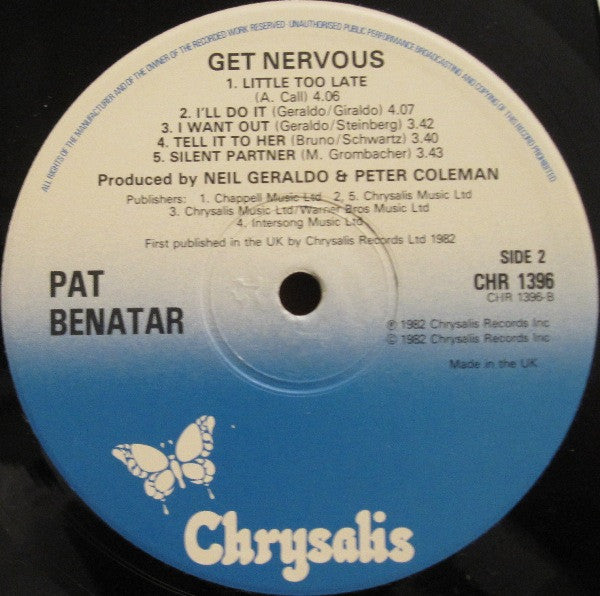 ALL RIGHTS OF THE MANUFACTURER AND OF THE OWNER OF THE RECORDED WORK RESERVED · UNAUTHORISED PUBLIC PERFORMANCE BROADCASTING AND COPYING OF THIS RECORD PROHIBITED
GET NERVOUS
1. LITTLE TOO LATE
(A. Call) 4.06
2. I'LL DO IT (Geraldo/Giraldo) 4.07
3. I WANT OUT (Geraldo/Steinberg) 3.42
4. TELL IT TO HER (Bruno/Schwartz) 3.40
5. SILENT PARTNER (M. Grombacher) 3.43
Produced by NEIL GERALDO & PETER COLEMAN
Publishers: 1. Chappell Music Ltd. 2, 5. Chrysalis Music Ltd
3. Chrysalis Music Ltd/Warner Bros Music Ltd
4. Intersong Music Ltd
First published in the UK by Chrysalis Records Ltd 1982
SIDE 2
CHR 1396
CHR 1396-B
PAT
BENATAR
℗ 1982 Chrysalis Records Inc
© 1982 Chrysalis Records Inc
Made in the UK
Chrysalis